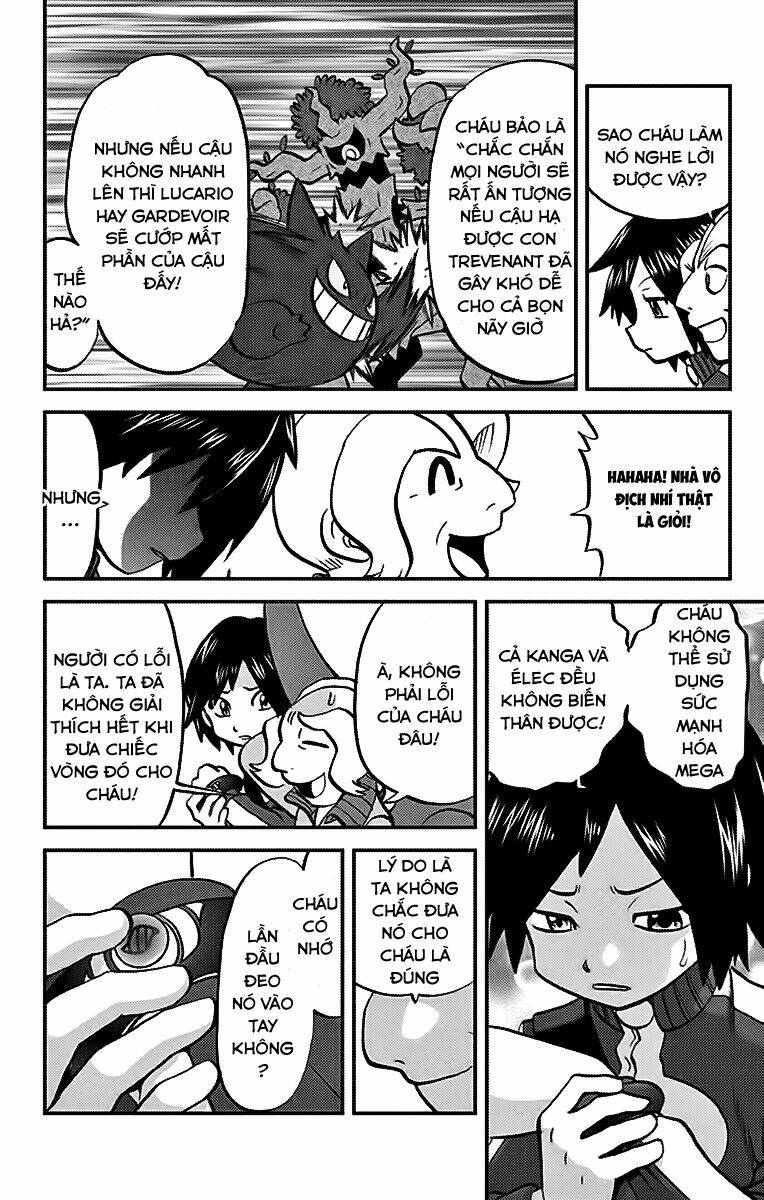 SAO CHÁU LÀM
NÓ NGHE LỜI
ĐƯỢC VẬY?
CHÁU BẢO LÀ
"CHẮC CHẮN
MỌI NGƯỜI SẼ
RẤT ẤN TƯỢNG
NẾU CẬU HẠ
ĐƯỢC CON
TREVENANT ĐÃ
GÂY KHÓ DỄ
CHO CẢ BỌN
NÃY GIỜ
NHƯNG NẾU CẬU
KHÔNG NHANH
LÊN THÌ LUCARIO
HAY GARDEVOIR
SẼ CƯỚP MẤT
PHẦN CỦA CẬU
ĐẤY!
THẾ
NÀO
HẢ?"
HAHAHA! NHÀ VÔ
ĐỊCH NHÍ THẬT
LÀ GIỎI!
NHƯNG
...
CHÁU
KHÔNG
THỂ SỬ
DỤNG
SỨC
MẠNH
HÓA
MEGA
CẢ KANGA VÀ
ÉLEC ĐỀU
KHÔNG BIẾN
THÂN ĐƯỢC!
À, KHÔNG
PHẢI LỖI
CỦA CHÁU
ĐÂU!
NGƯỜI CÓ LỖI
LÀ TA. TA ĐÃ
KHÔNG GIẢI
THÍCH HẾT KHI
ĐƯA CHIẾC
VÒNG ĐÓ CHO
CHÁU!
LÝ DO LÀ
TA KHÔNG
CHẮC ĐƯA
NÓ CHO
CHÁU LÀ
ĐÚNG
CHÁU
CÓ
NHỚ
LẦN
ĐẦU
ĐEO
NÓ VÀO
TAY
KHÔNG
?